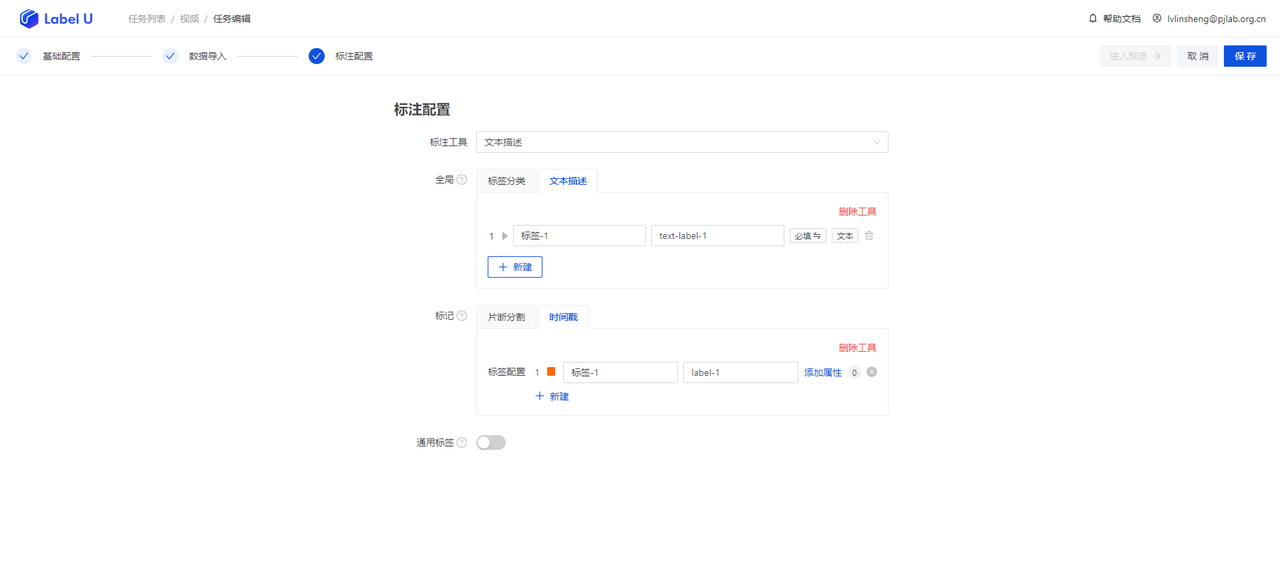 Label U 任务列表 / 视频 / 任务编辑 帮助文档 lvlinsheng@pjlab.org.cn
基础配置 数据导入 标注配置 进入预览 → 取消 保存
标注配置
标注工具 文本描述
全局 ? 标签分类 文本描述
删除工具
1 标签-1 text-label-1 必填 文本
+ 新建
标记 ? 片断分割 时间戳
删除工具
标签配置 1 标签-1 label-1 添加属性 0
+ 新建
通用标签 ?